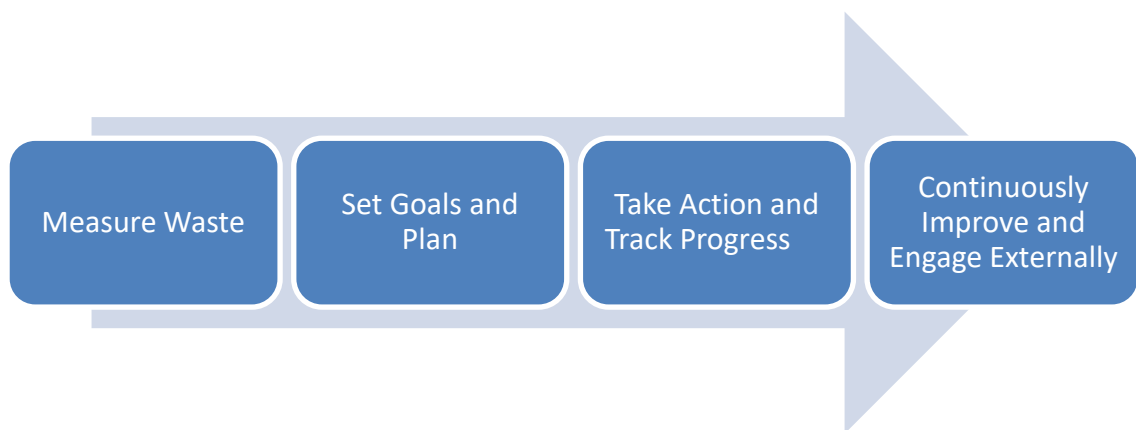 Measure Waste
Set Goals and
Plan
Take Action and
Track Progress
Continuously
Improve and
Engage Externally